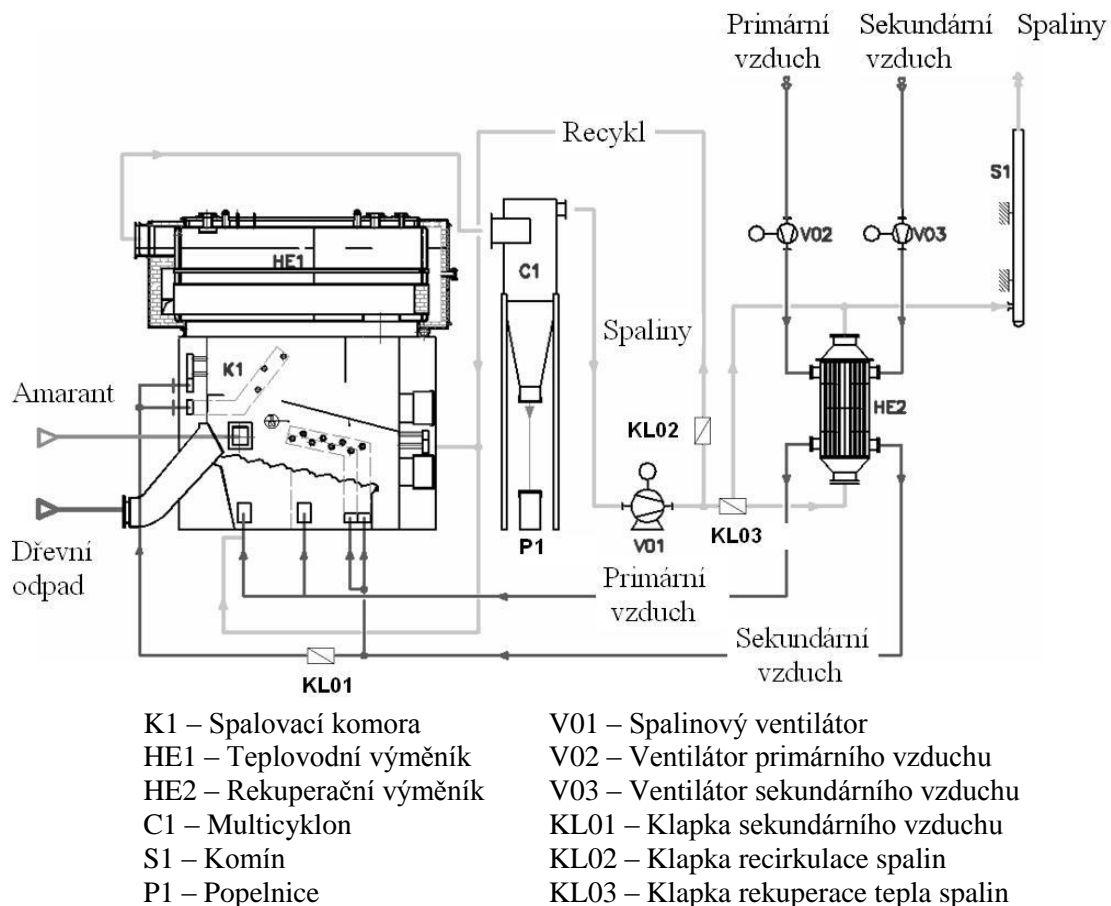 Primární
vzduch
Sekundární
vzduch
Spaliny
Recykl
S1
V02
V03
HE1
C1
Spaliny
K1
Amarant
HE2
KL02
KL03
Dřevní
odpad
P1
V01
Primární
vzduch
Sekundární
vzduch
KL01
K1 – Spalovací komora
HE1 – Teplovodní výměník
HE2 – Rekuperační výměník
C1 – Multicyklon
S1 – Komín
P1 – Popelnice
V01 – Spalinový ventilátor
V02 – Ventilátor primárního vzduchu
V03 – Ventilátor sekundárního vzduchu
KL01 – Klapka sekundárního vzduchu
KL02 – Klapka recirkulace spalin
KL03 – Klapka rekuperace tepla spalin